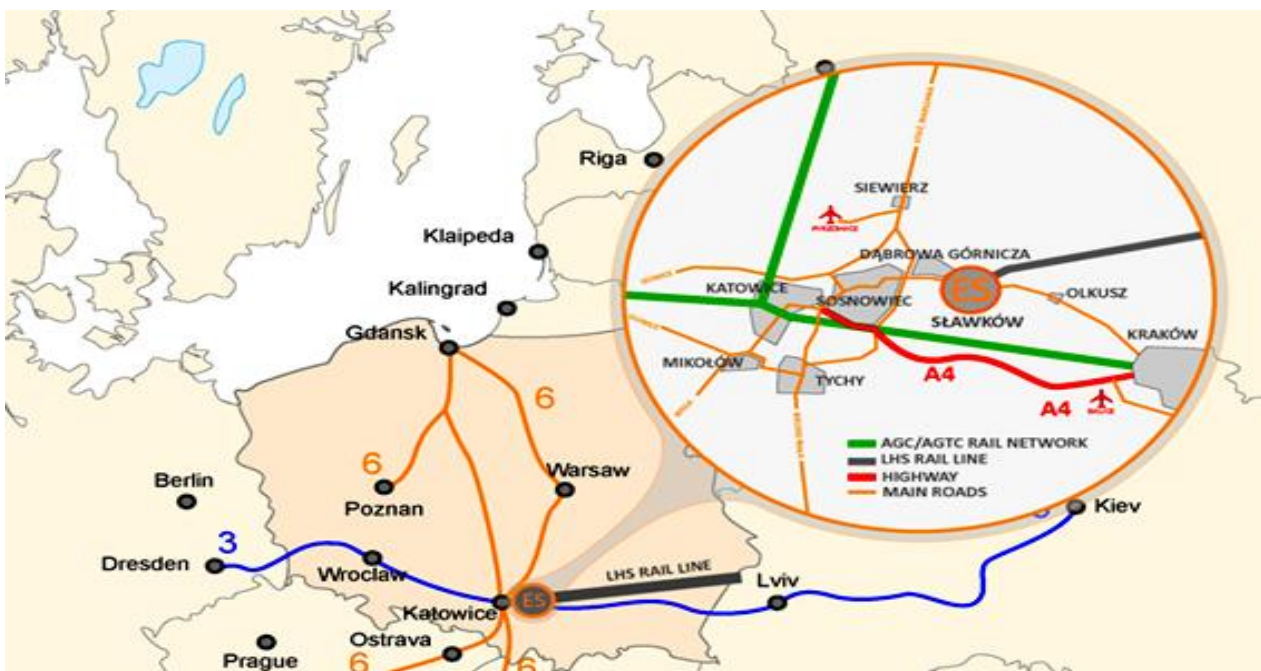 Riga
Klaipeda
Kalingrad
Gdańsk
6
6
Warsaw
Poznan
Berlin
Dresden
3
Wrocław
Katowice
ES
LHS RAIL LINE
Lviv
Kiev
Ostrava
Prague
6
6
SIEWIERZ
DĄBROWA GÓRNICZA
KATOWICE
SOSNOWIEC
ES
SŁAWKÓW
OLKUSZ
KRAKÓW
MIKOŁÓW
TYCHY
A4
A4
AGC/AGTC RAIL NETWORK
LHS RAIL LINE
HIGHWAY
MAIN ROADS